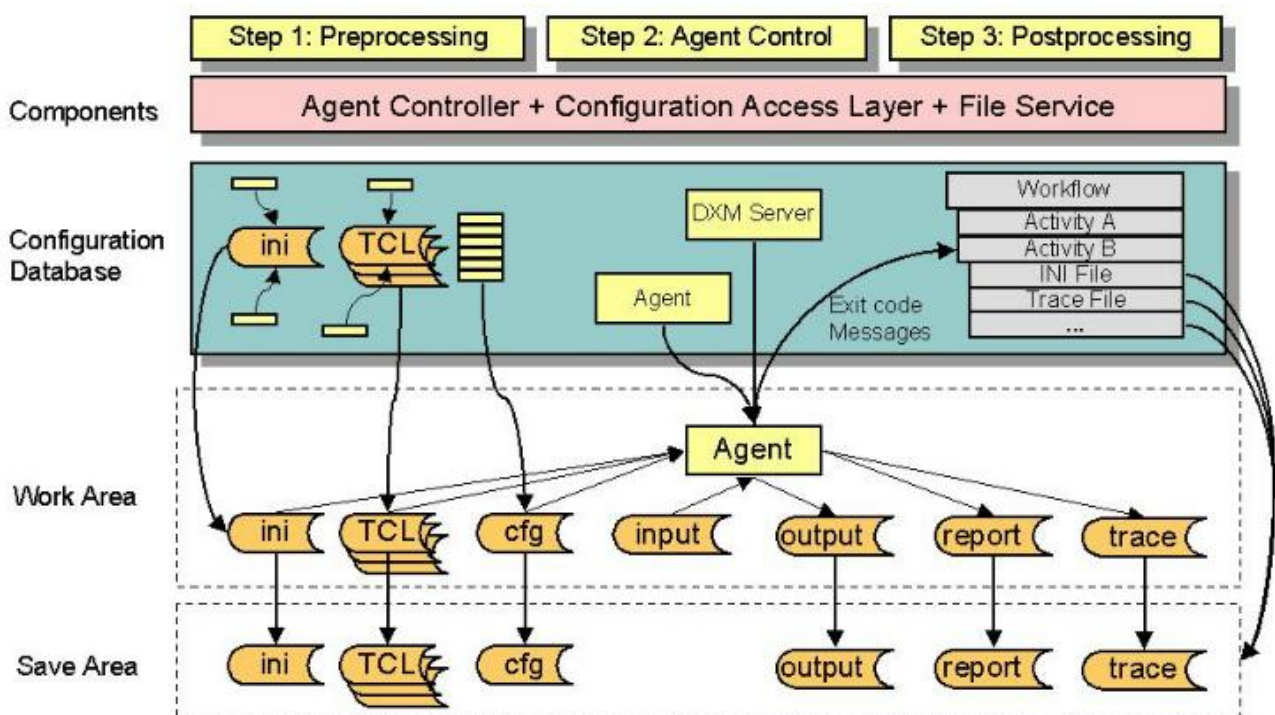 Step 1: Preprocessing
Step 2: Agent Control
Step 3: Postprocessing
Components
Agent Controller + Configuration Access Layer + File Service
Configuration
Database
ini
TCL
DXM Server
Agent
Exit code
Messages
Workflow
Activity A
Activity B
INI File
Trace File
...
Work Area
Agent
ini
TCL
cfg
input
output
report
trace
Save Area
ini
TCL
cfg
output
report
trace